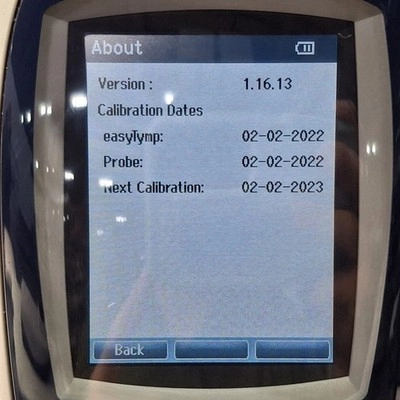 About
Version : 1.16.13
Calibration Dates
easyTymp: 02-02-2022
Probe: 02-02-2022
Next Calibration: 02-02-2023
Back